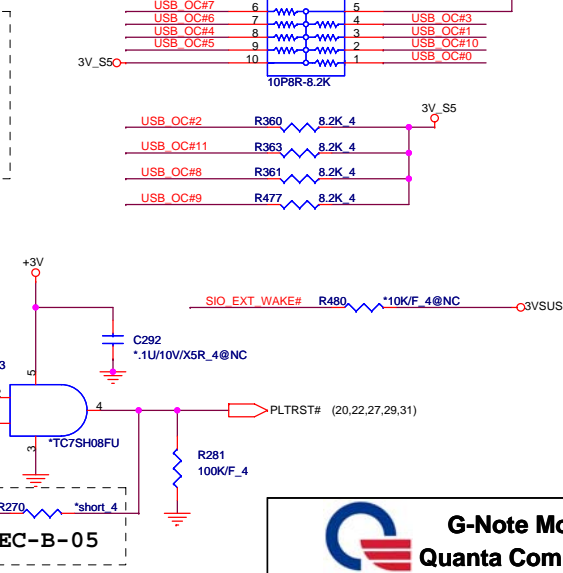 USB_OC#7 6 5
USB_OC#6 7 4 USB_OC#3
USB_OC#4 8 3 USB_OC#1
USB_OC#5 9 2 USB_OC#10
3V_S5 10 1 USB_OC#0
10P8R-8.2K
3V_S5
USB_OC#2 R360 8.2K_4
USB_OC#11 R363 8.2K_4
USB_OC#8 R361 8.2K_4
USB_OC#9 R477 8.2K_4
+3V
SIO_EXT_WAKE# R480 *10K/F_4@NC 3VSUS
C292
*.1U/10V/X5R_4@NC
3
5
4 PLTRST# (20,22,27,29,31)
*TC7SH08FU
3
R281
100K/F_4
R270 *short_4
EC-B-05
G-Note Mo
Quanta Com